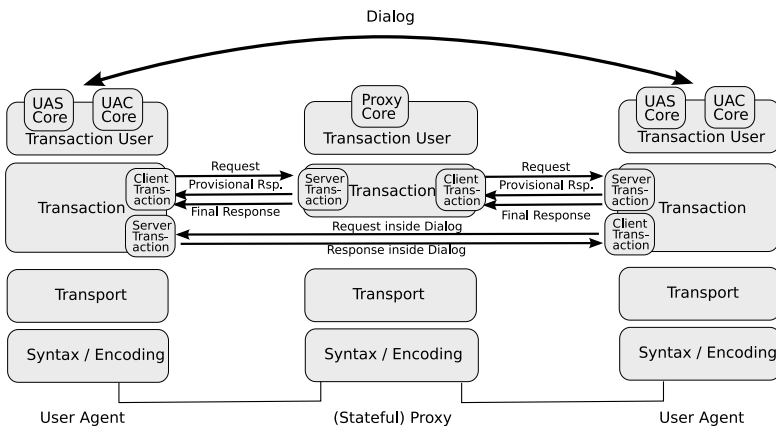 Dialog
UAS
Core
UAC
Core
Transaction User
Proxy
Core
Transaction User
UAS
Core
UAC
Core
Transaction User
Transaction
Client
Trans-
action
Server
Trans-
action
Request
Provisional Rsp.
Final Response
Server
Trans-
action
Transaction
Client
Trans-
action
Request
Provisional Rsp.
Final Response
Server
Trans-
action
Client
Trans-
action
Transaction
Request inside Dialog
Response inside Dialog
Transport
Transport
Transport
Syntax / Encoding
Syntax / Encoding
Syntax / Encoding
User Agent
(Stateful) Proxy
User Agent